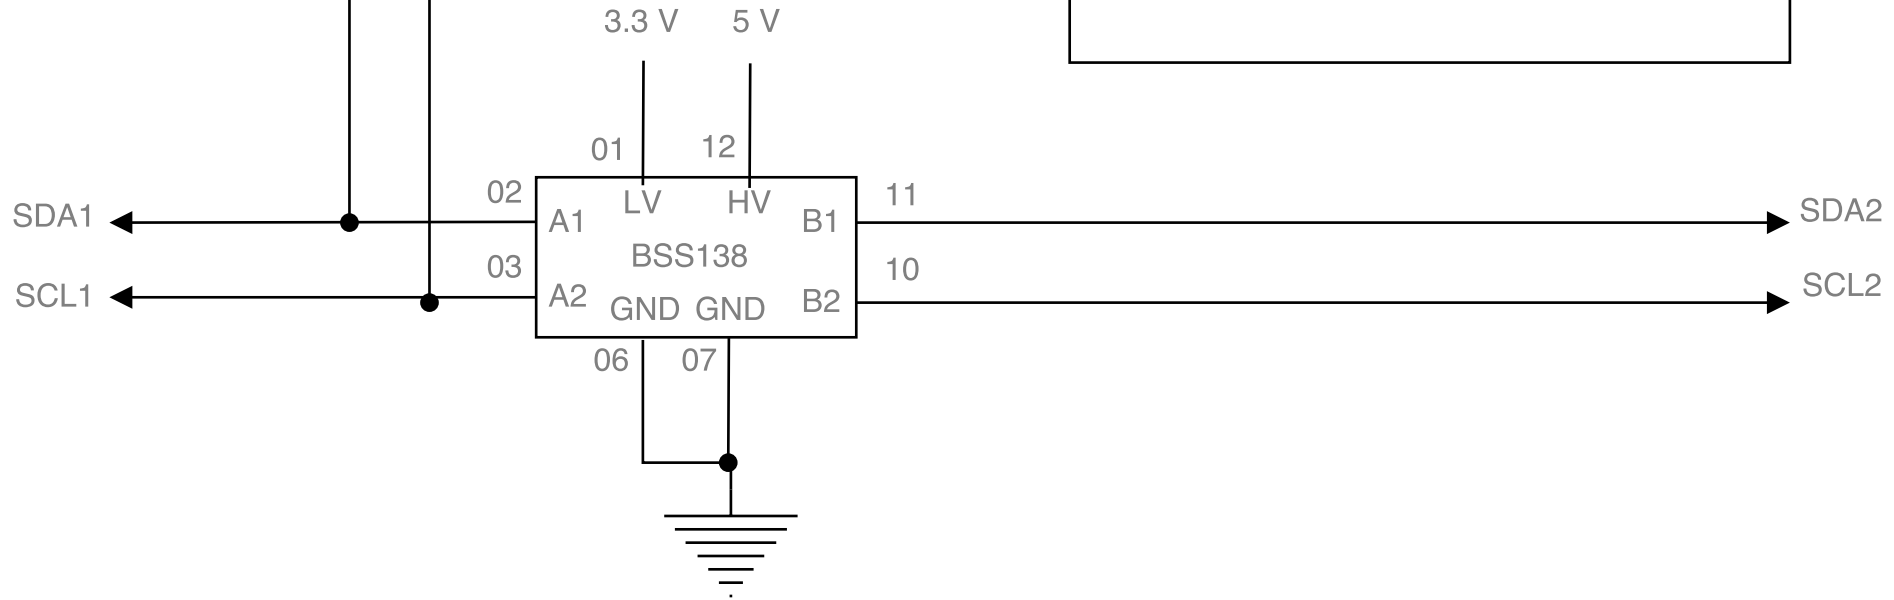 3.3 V 5 V
01 12
02 LV HV 11
SDA1 A1 B1 SDA2
BSS138
03 10
SCL1 A2 B2 SCL2
GND GND
06 07